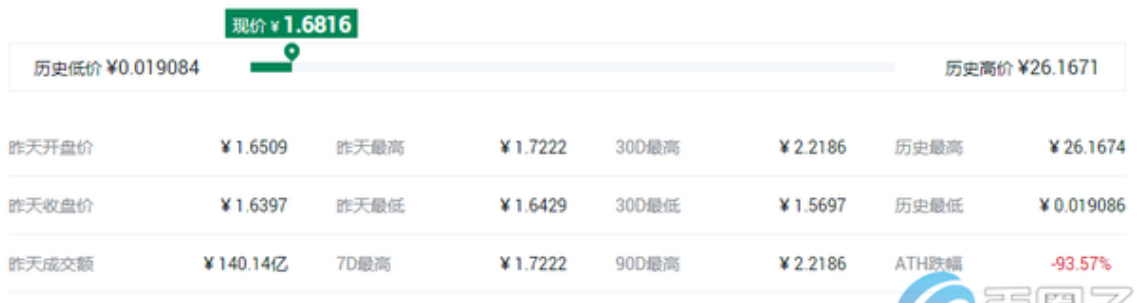 现价 ¥ 1.6816
历史低价 ¥0.019084 历史高价 ¥26.1671
昨天开盘价 ¥ 1.6509 昨天最高 ¥ 1.7222 30D最高 ¥ 2.2186 历史最高 ¥ 26.1674
昨天收盘价 ¥ 1.6397 昨天最低 ¥ 1.6429 30D最低 ¥ 1.5697 历史最低 ¥ 0.019086
昨天成交额 ¥ 140.14亿 7D最高 ¥ 1.7222 90D最高 ¥ 2.2186 ATH跌幅 -93.57%